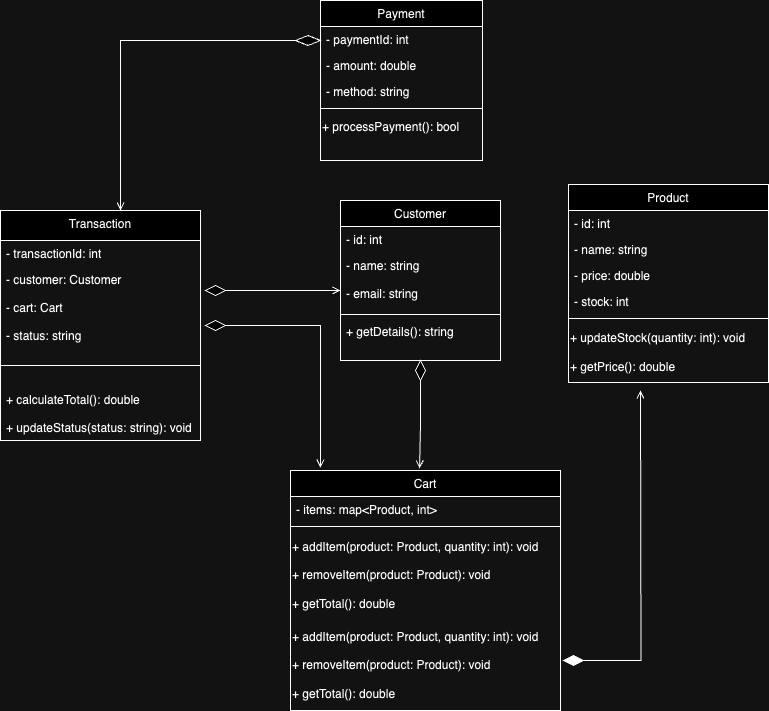 Payment
- paymentId: int
- amount: double
- method: string
+ processPayment(): bool
Transaction
- transactionId: int
- customer: Customer
- cart: Cart
- status: string
+ calculateTotal(): double
+ updateStatus(status: string): void
Customer
- id: int
- name: string
- email: string
+ getDetails(): string
Product
- id: int
- name: string
- price: double
- stock: int
+ updateStock(quantity: int): void
+ getPrice(): double
Cart
- items: map<Product, int>
+ addItem(product: Product, quantity: int): void
+ removeItem(product: Product): void
+ getTotal(): double
+ addItem(product: Product, quantity: int): void
+ removeItem(product: Product): void
+ getTotal(): double